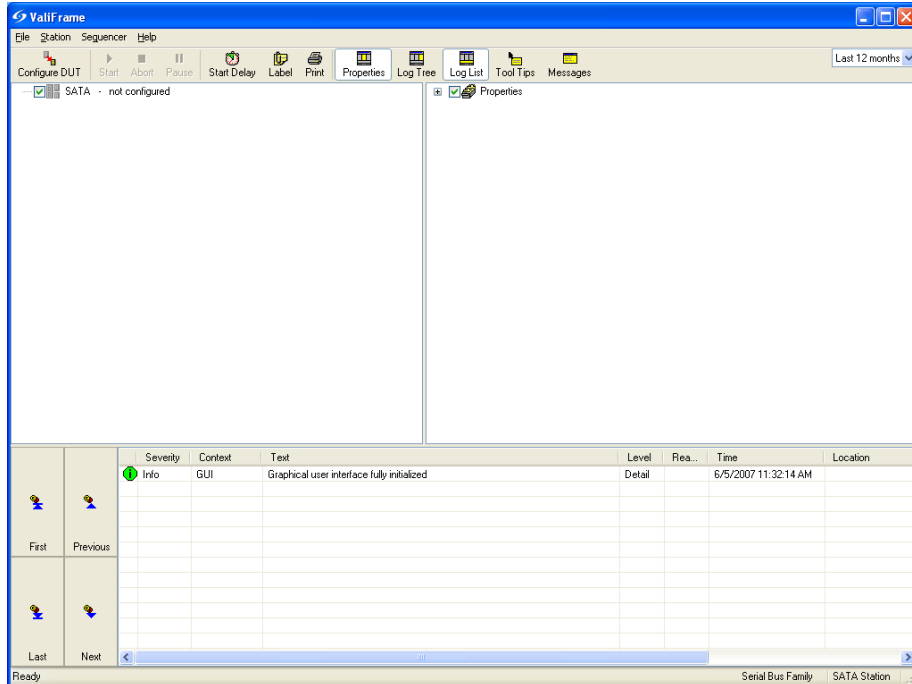 ValiFrame
File Station Sequencer Help
Configure DUT Start Abort Pause Start Delay Label Print Properties Log Tree Log List Tool Tips Messages Last 12 months
SATA - not configured
Properties
Severity Context Text Level Rea... Time Location
Info GUI Graphical user interface fully initialized Detail 6/5/2007 11:32:14 AM
First Previous
Last Next
Ready Serial Bus Family SATA Station